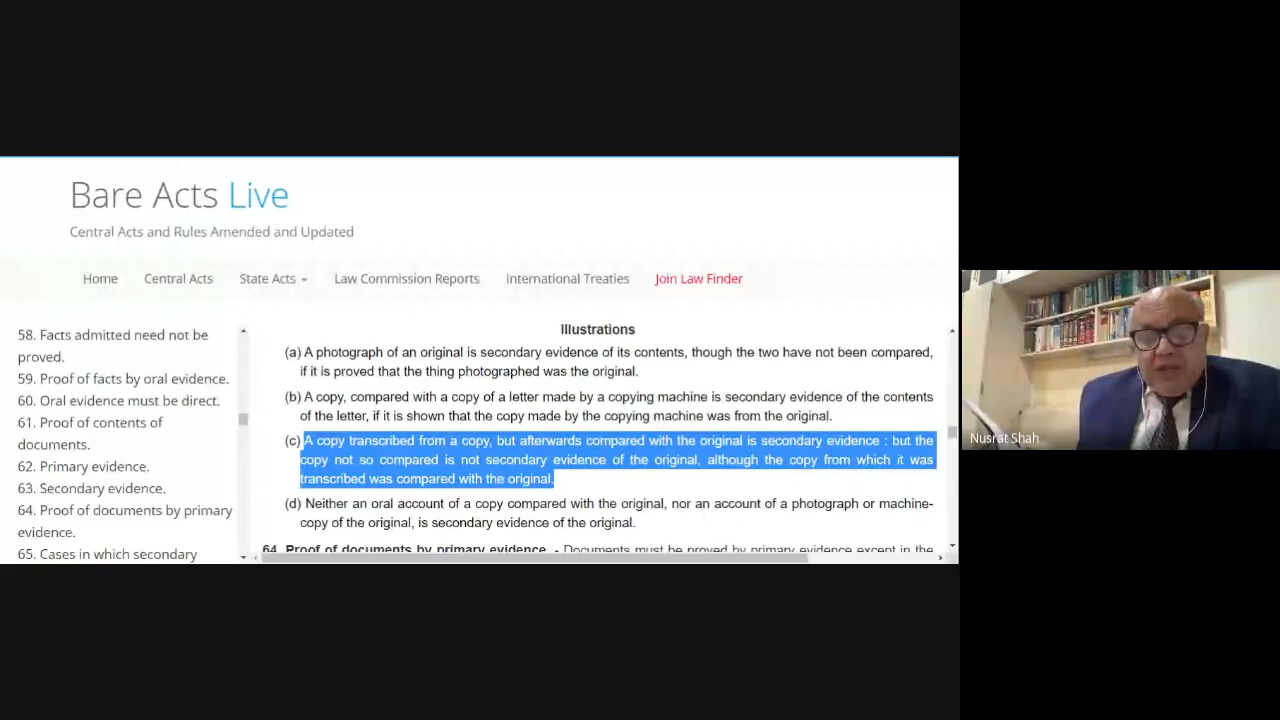 Bare Acts Live
Central Acts and Rules Amended and Updated
Home Central Acts State Acts Law Commission Reports International Treaties Join Law Finder
58. Facts admitted need not be
proved.
59. Proof of facts by oral evidence.
60. Oral evidence must be direct.
61. Proof of contents of
documents.
62. Primary evidence.
63. Secondary evidence.
64. Proof of documents by primary
evidence.
65. Cases in which secondary
Illustrations
(a) A photograph of an original is secondary evidence of its contents, though the two have not been compared,
if it is proved that the thing photographed was the original.
(b) A copy, compared with a copy of a letter made by a copying machine is secondary evidence of the contents
of the letter, if it is shown that the copy made by the copying machine was from the original.
(c) A copy transcribed from a copy, but afterwards compared with the original is secondary evidence : but the
copy not so compared is not secondary evidence of the original, although the copy from which it was
transcribed was compared with the original.
(d) Neither an oral account of a copy compared with the original, nor an account of a photograph or machine-
copy of the original, is secondary evidence of the original.
64. Proof of documents by primary evidence. - Documents must be proved by primary evidence except in the
Nusrat Shah